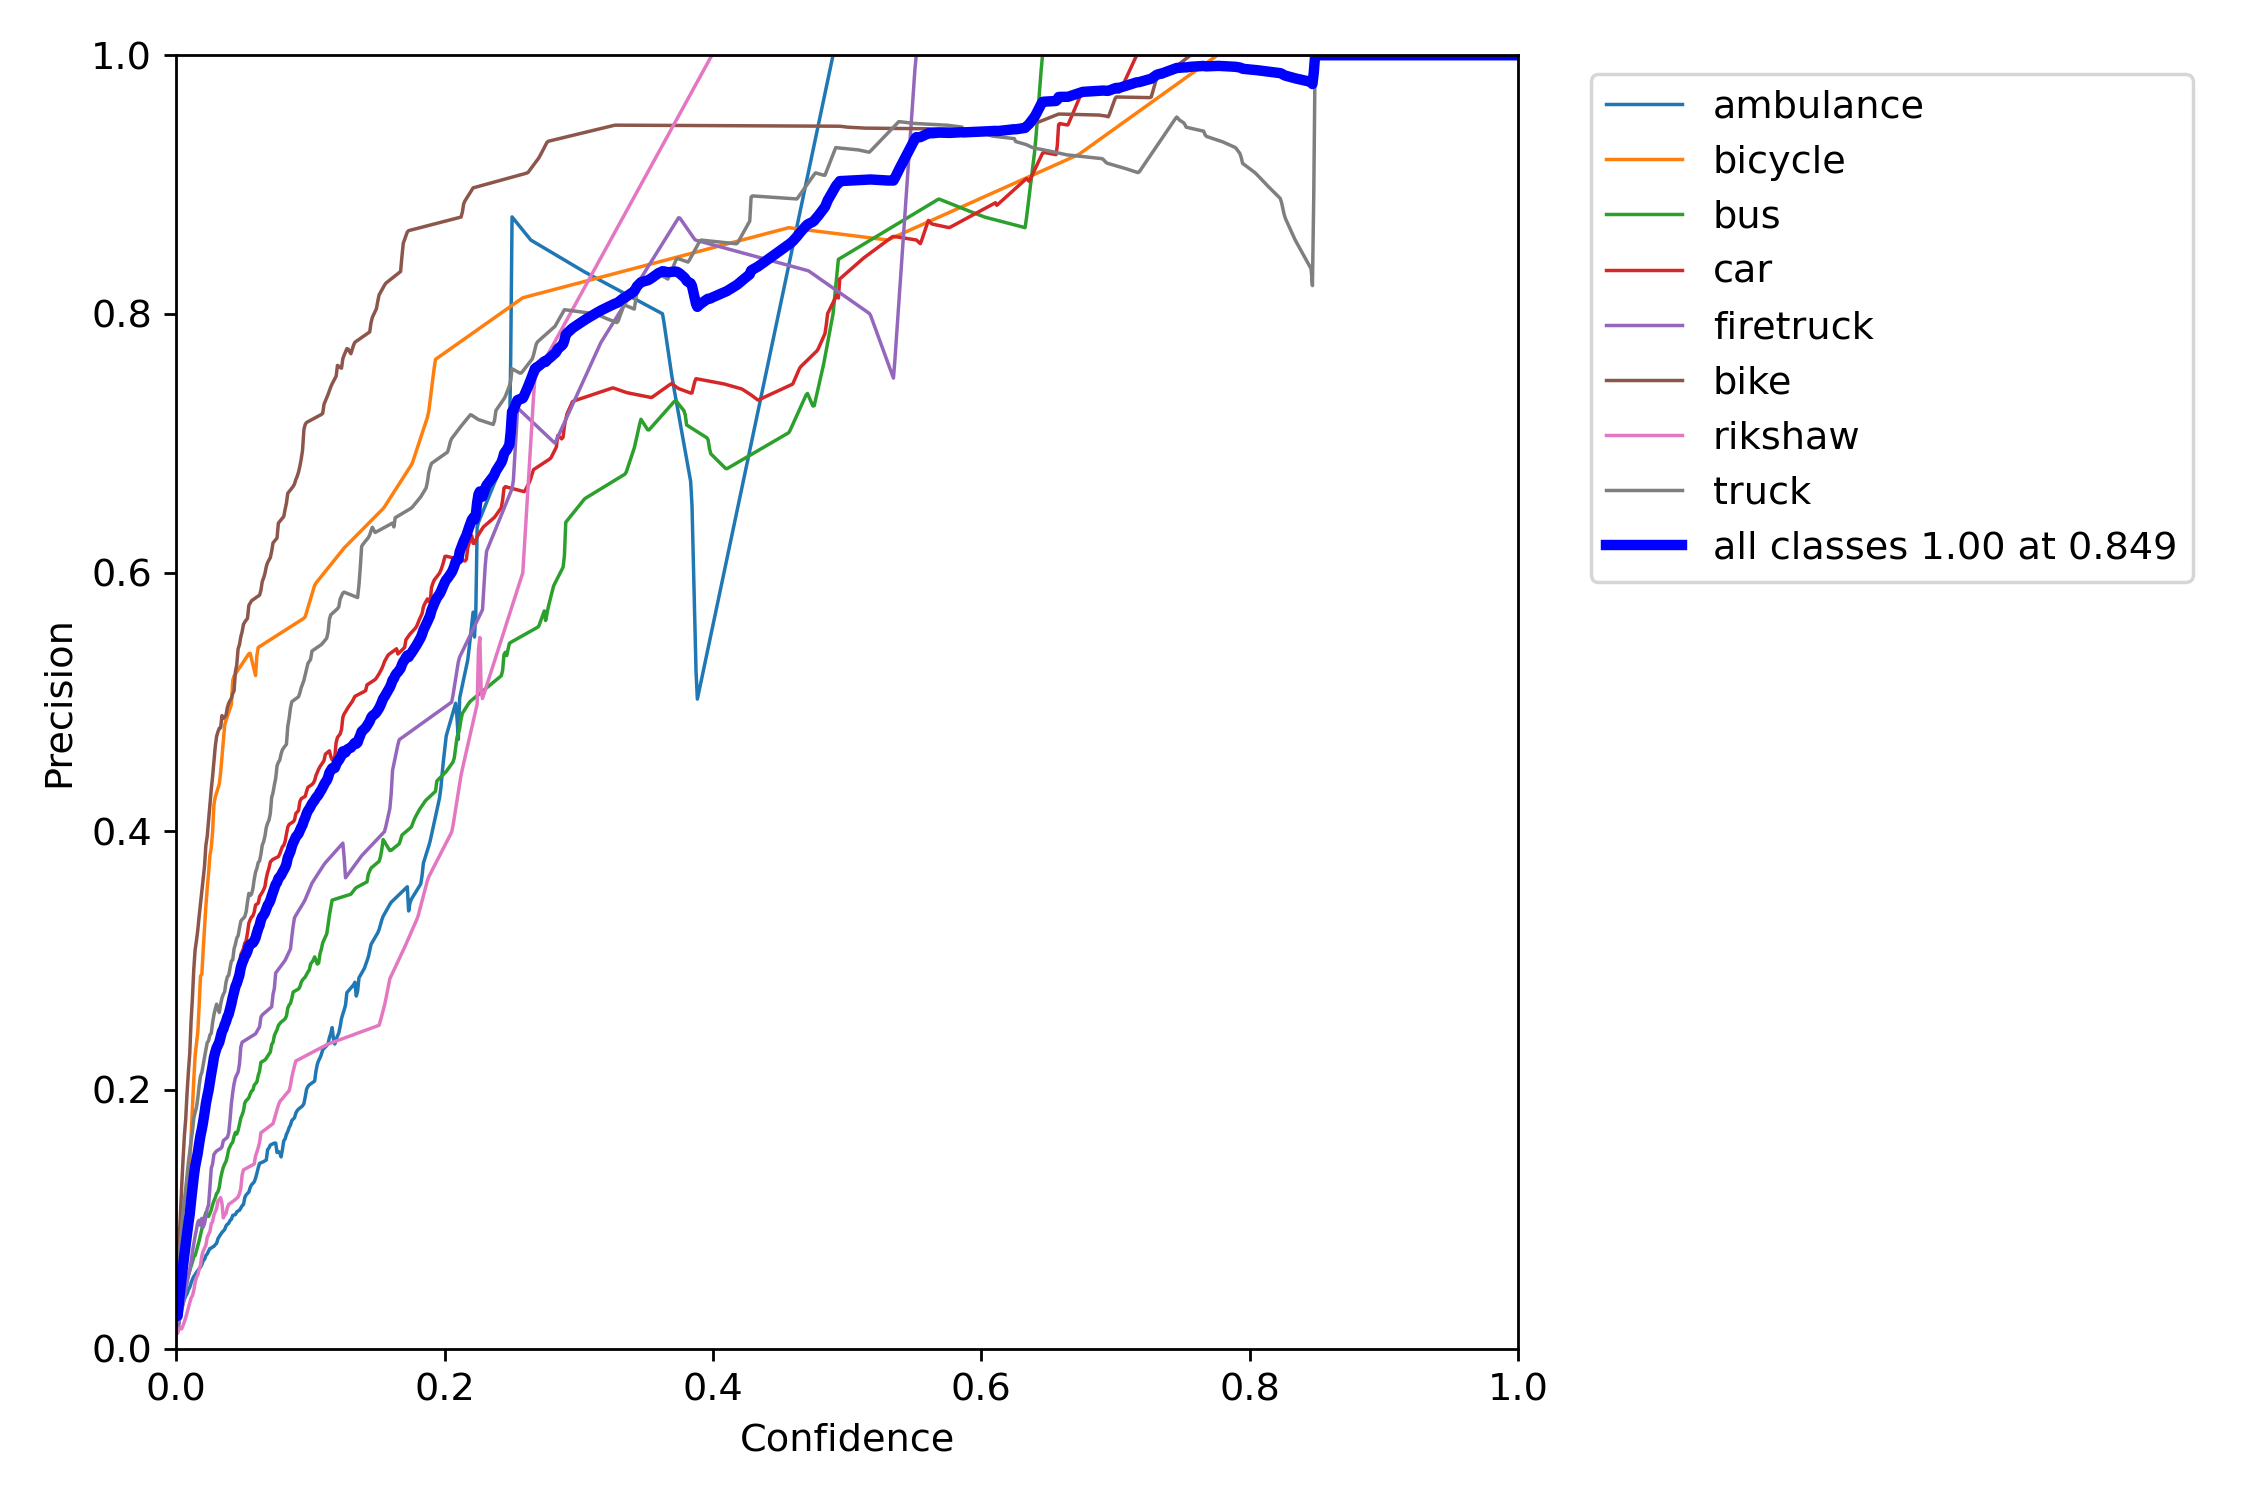 1.0
0.8
0.6
0.4
0.2
0.0
Precision
0.0 0.2 0.4 0.6 0.8 1.0
Confidence
ambulance
bicycle
bus
car
firetruck
bike
rikshaw
truck
all classes 1.00 at 0.849